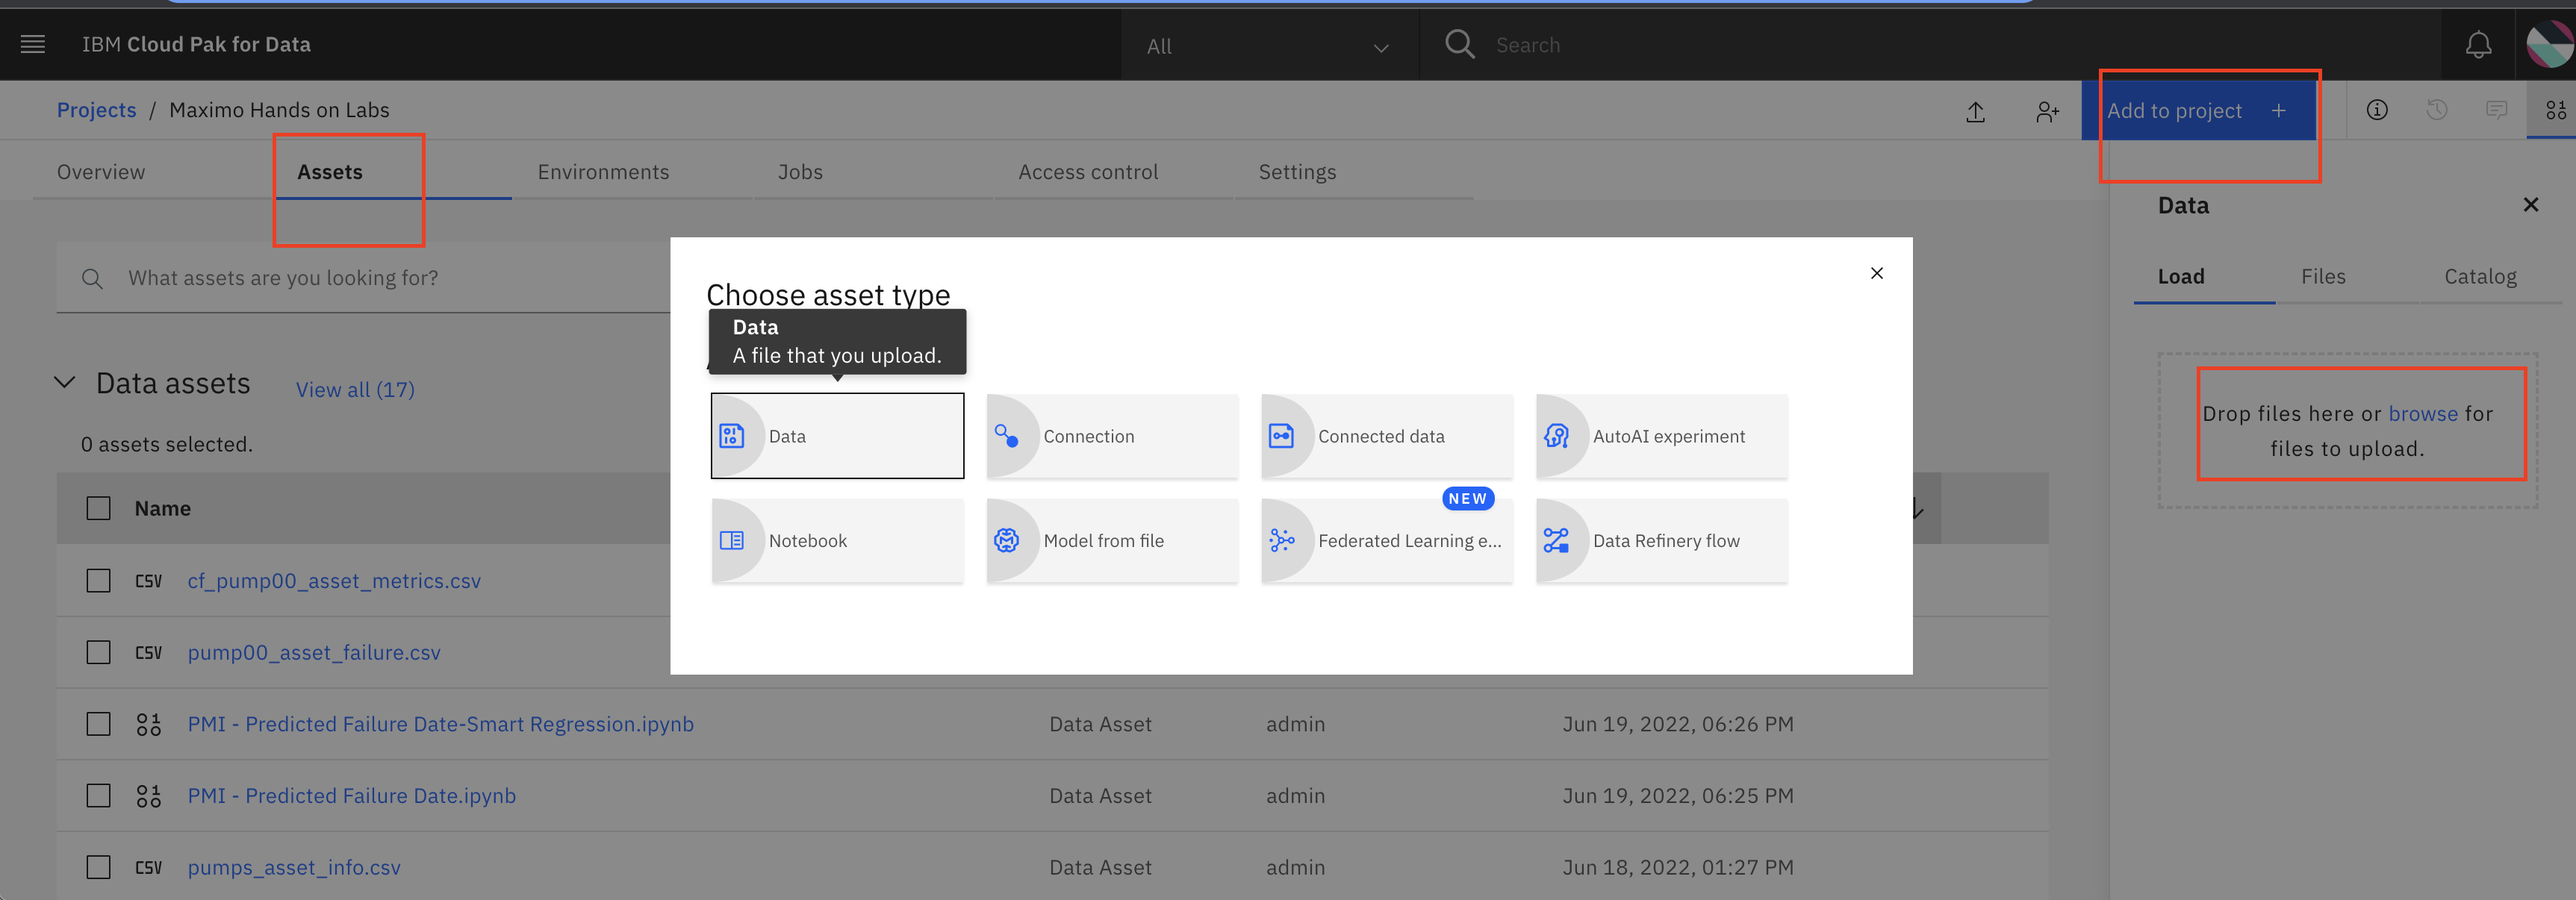 IBM Cloud Pak for Data
All
Search
Projects / Maximo Hands on Labs
Add to project +
Overview
Assets
Environments
Jobs
Access control
Settings
What assets are you looking for?
Data assets
View all (17)
0 assets selected.
Name
CSV cf_pump00_asset_metrics.csv
CSV pump00_asset_failure.csv
PMI - Predicted Failure Date-Smart Regression.ipynb Data Asset admin Jun 19, 2022, 06:26 PM
PMI - Predicted Failure Date.ipynb Data Asset admin Jun 19, 2022, 06:25 PM
CSV pumps_asset_info.csv Data Asset admin Jun 18, 2022, 01:27 PM
Choose asset type
Data
A file that you upload.
Data
Connection
Connected data
AutoAI experiment
NEW
Notebook
Model from file
Federated Learning e...
Data Refinery flow
Data
Load
Files
Catalog
Drop files here or browse for
files to upload.